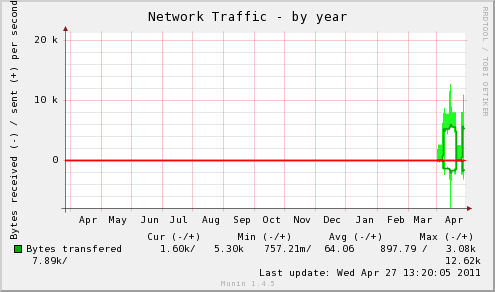 Network Traffic - by year
RRDTOOL / TOBI OETIKER
Bytes received (-) / sent (+) per second
20 k
10 k
0
Apr May Jun Jul Aug Sep Oct Nov Dec Jan Feb Mar Apr
Cur (-/+) Min (-/+) Avg (-/+) Max (-/+)
Bytes transfered 1.60k/ 5.30k 757.21m/ 64.06 897.79 / 3.08k
7.89k/ 12.62k
Last update: Wed Apr 27 13:20:05 2011
Munin 1.4.5